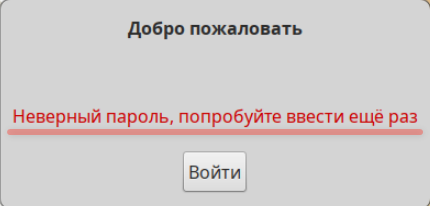 Добро пожаловать
Неверный пароль, попробуйте ввести ещё раз
Войти